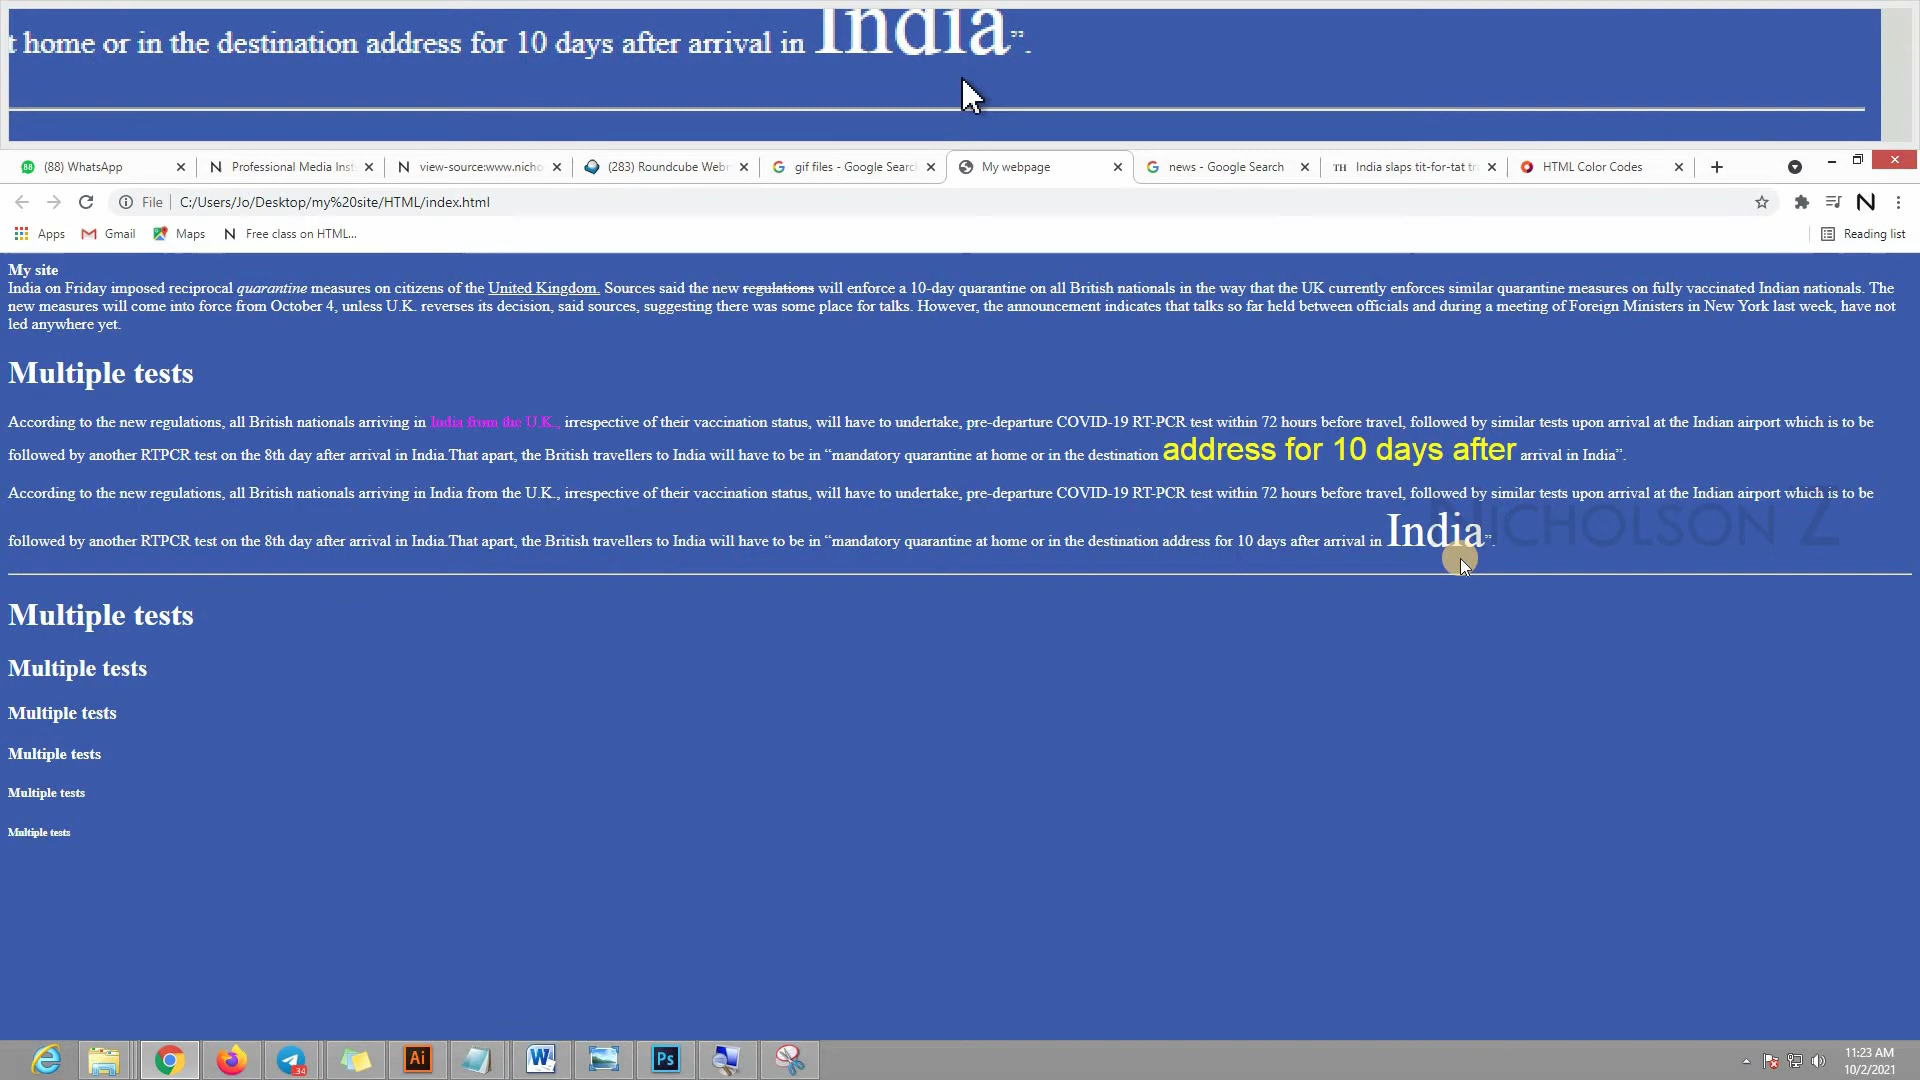 t home or in the destination address for 10 days after arrival in India”.
(88) WhatsApp
Professional Media Inst
view-source:www.nicho
(283) Roundcube Webm
gif files - Google Searc
My webpage
news - Google Search
TH India slaps tit-for-tat tr
HTML Color Codes
File C:/Users/Jo/Desktop/my%20site/HTML/index.html
Apps
Gmail
Maps
Free class on HTML...
Reading list
My site
India on Friday imposed reciprocal quarantine measures on citizens of the United Kingdom. Sources said the new regulations will enforce a 10-day quarantine on all British nationals in the way that the UK currently enforces similar quarantine measures on fully vaccinated Indian nationals. The
new measures will come into force from October 4, unless U.K. reverses its decision, said sources, suggesting there was some place for talks. However, the announcement indicates that talks so far held between officials and during a meeting of Foreign Ministers in New York last week, have not
led anywhere yet.
Multiple tests
According to the new regulations, all British nationals arriving in India from the U.K., irrespective of their vaccination status, will have to undertake, pre-departure COVID-19 RT-PCR test within 72 hours before travel, followed by similar tests upon arrival at the Indian airport which is to be
followed by another RTPCR test on the 8th day after arrival in India.That apart, the British travellers to India will have to be in “mandatory quarantine at home or in the destination address for 10 days after arrival in India”.
According to the new regulations, all British nationals arriving in India from the U.K., irrespective of their vaccination status, will have to undertake, pre-departure COVID-19 RT-PCR test within 72 hours before travel, followed by similar tests upon arrival at the Indian airport which is to be
followed by another RTPCR test on the 8th day after arrival in India.That apart, the British travellers to India will have to be in “mandatory quarantine at home or in the destination address for 10 days after arrival in India”.
NICHOLSON Z
Multiple tests
Multiple tests
Multiple tests
Multiple tests
Multiple tests
Multiple tests
34
Ai
Ps
11:23 AM
10/2/2021